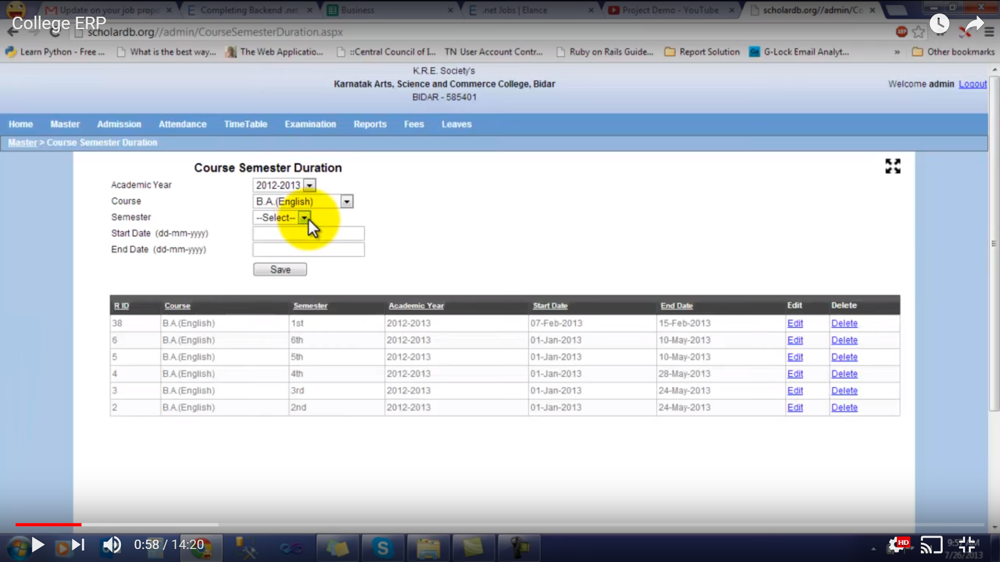 Update on your job propo
Completing Backend .net
Business
.net Jobs | Elance
Project Demo - YouTube
scholardb.org//admin/Co
College ERP
scholardb.org//admin/CourseSemesterDuration.aspx
ABP
Learn Python - Free ...
What is the best way...
The Web Applicatio...
::Central Council of I...
TN User Account Contr...
Ruby on Rails Guide...
Report Solution
G-Lock Email Analyt...
»
Other bookmarks
K.R.E. Society's
Karnatak Arts, Science and Commerce College, Bidar
BIDAR - 585401
Welcome admin Logout
Home Master Admission Attendance TimeTable Examination Reports Fees Leaves
Master > Course Semester Duration
Course Semester Duration
Academic Year 2012-2013
Course B.A.(English)
Semester --Select--
Start Date (dd-mm-yyyy)
End Date (dd-mm-yyyy)
Save
R ID Course Semester Academic Year Start Date End Date Edit Delete
38 B.A.(English) 1st 2012-2013 07-Feb-2013 15-Feb-2013 Edit Delete
6 B.A.(English) 6th 2012-2013 01-Jan-2013 10-May-2013 Edit Delete
5 B.A.(English) 5th 2012-2013 01-Jan-2013 10-May-2013 Edit Delete
4 B.A.(English) 4th 2012-2013 01-Jan-2013 28-May-2013 Edit Delete
3 B.A.(English) 3rd 2012-2013 01-Jan-2013 24-May-2013 Edit Delete
2 B.A.(English) 2nd 2012-2013 01-Jan-2013 24-May-2013 Edit Delete
0:58 / 14:20
HD
7/26/2013